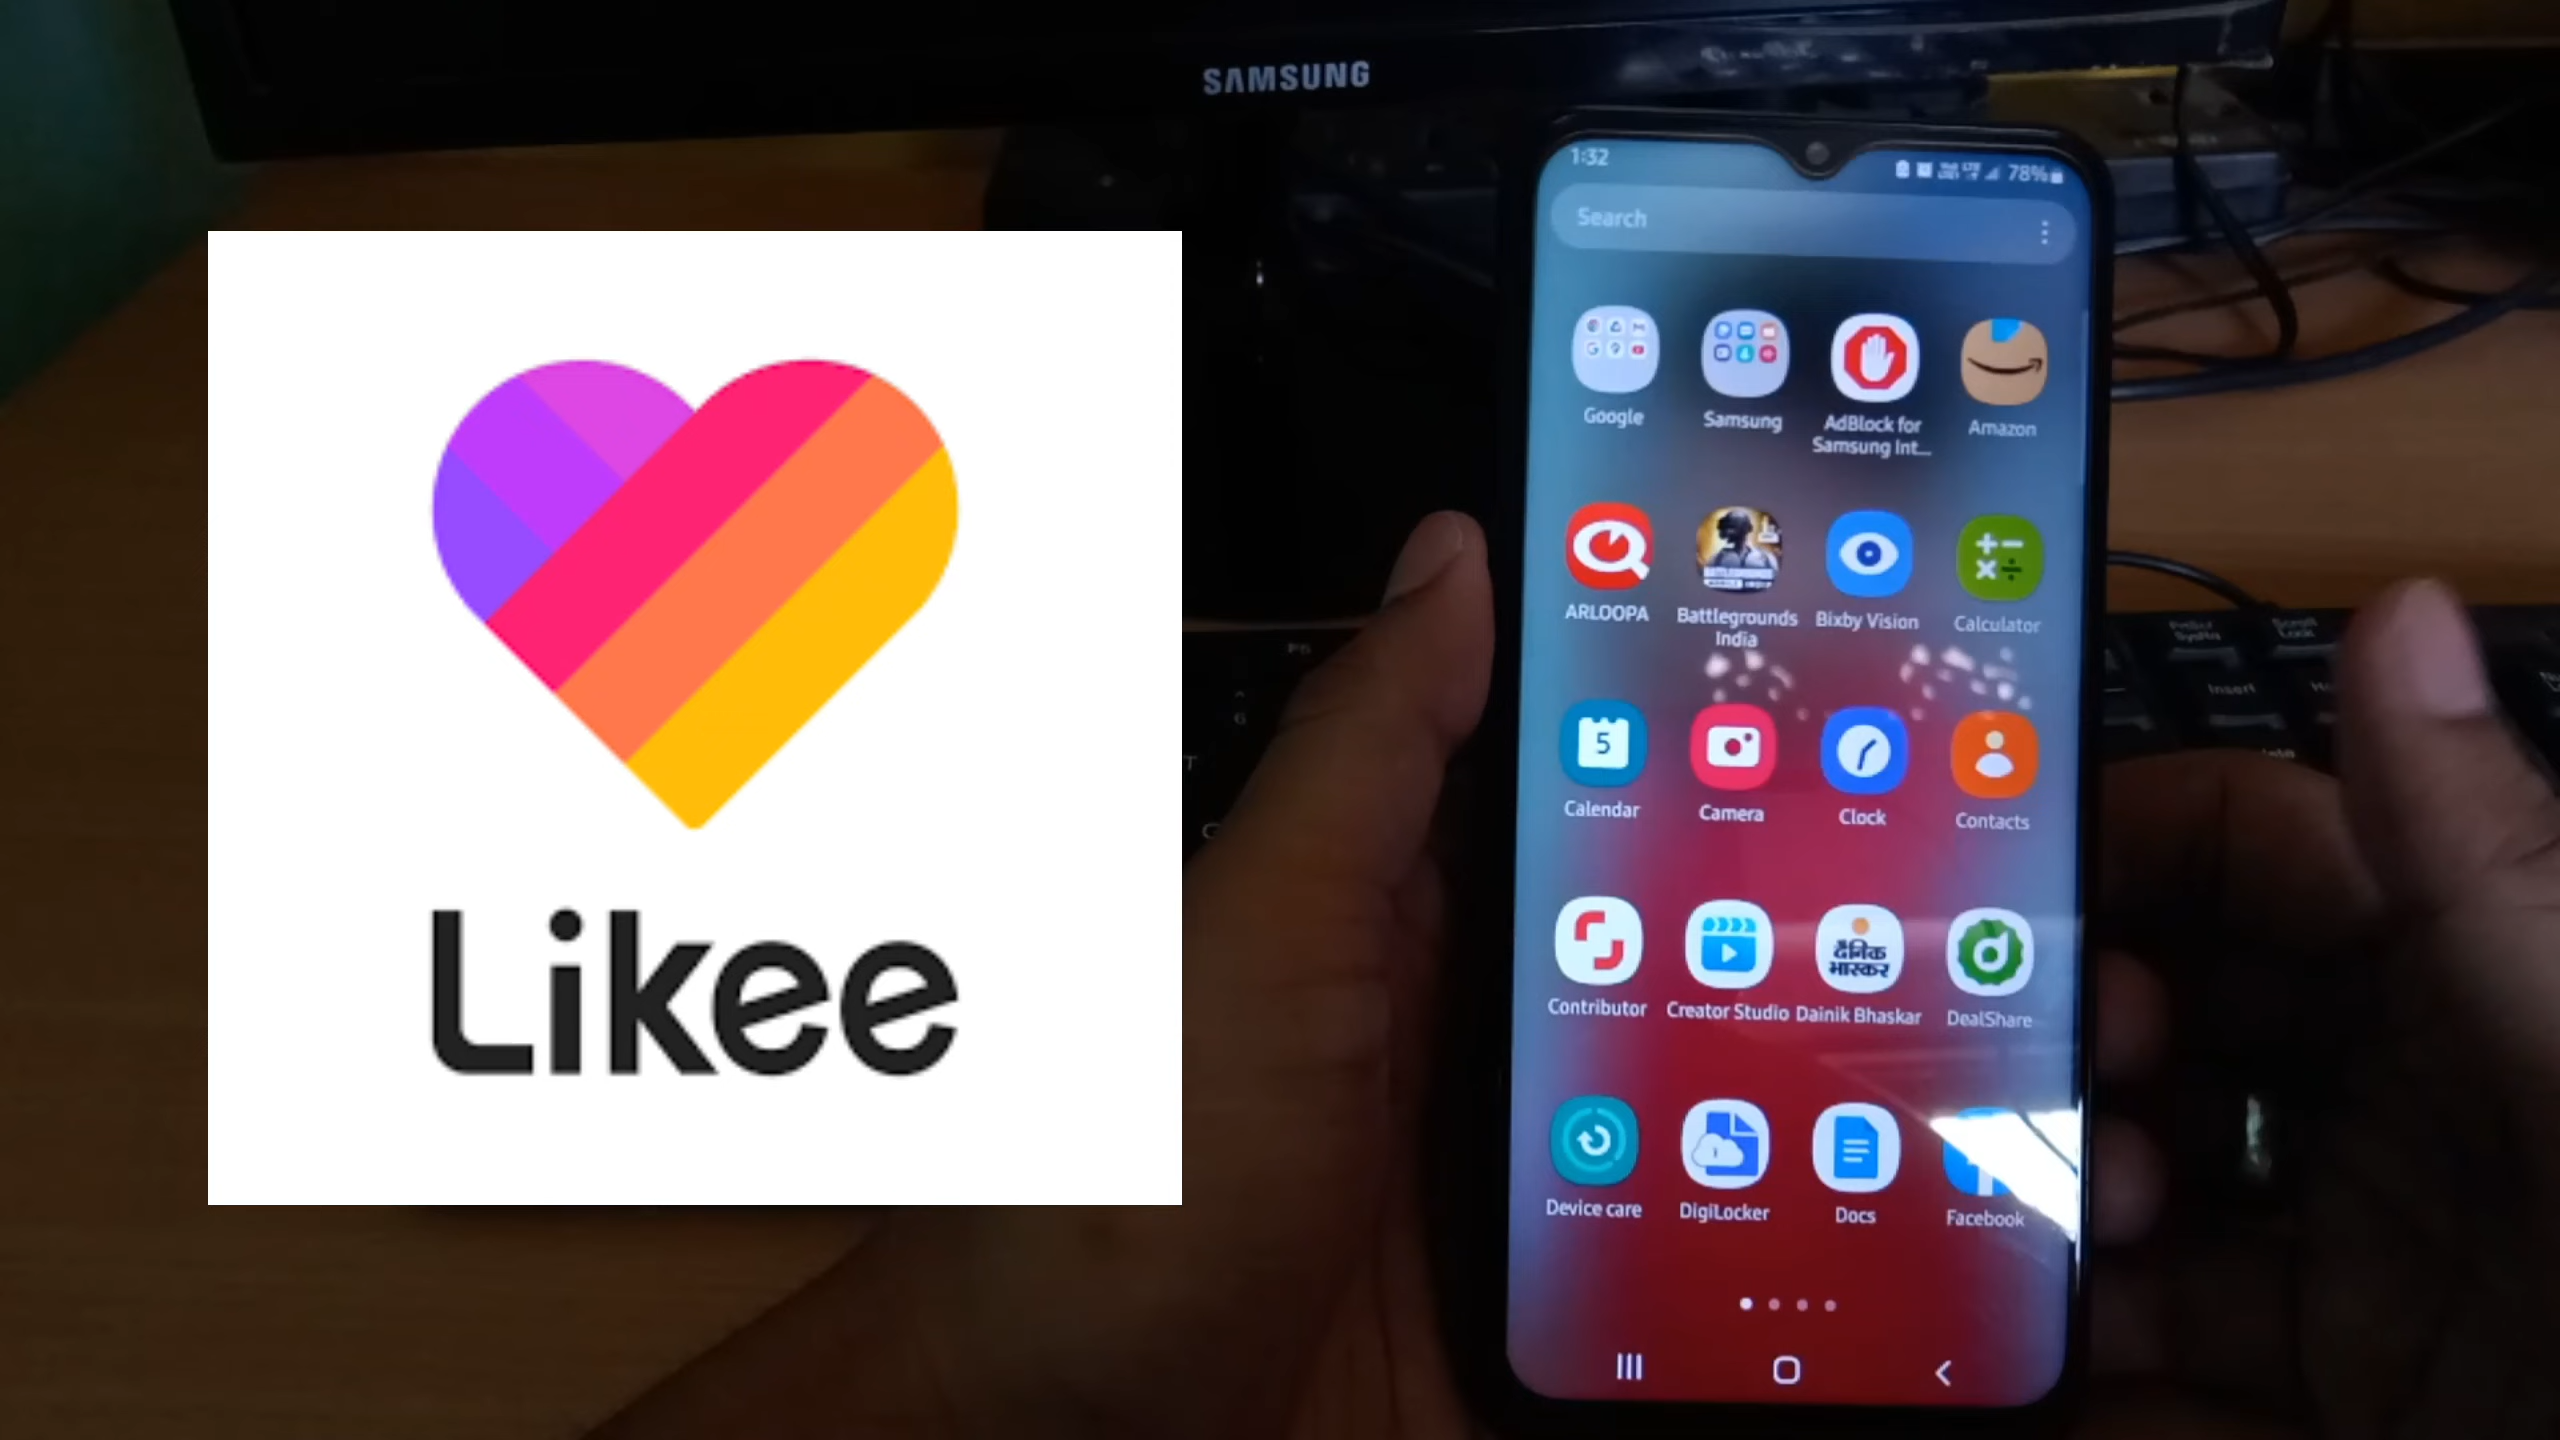 SAMSUNG
Likee
1:32
78%
Search
Google
Samsung
AdBlock for
Samsung Int...
Amazon
ARLOOPA
Battlegrounds
India
Bixby Vision
Calculator
5
Calendar
Camera
Clock
Contacts
Contributor
Creator Studio
दैनिक
भास्कर
Dainik Bhaskar
DealShare
Device care
DigiLocker
Docs
Facebook
Insert